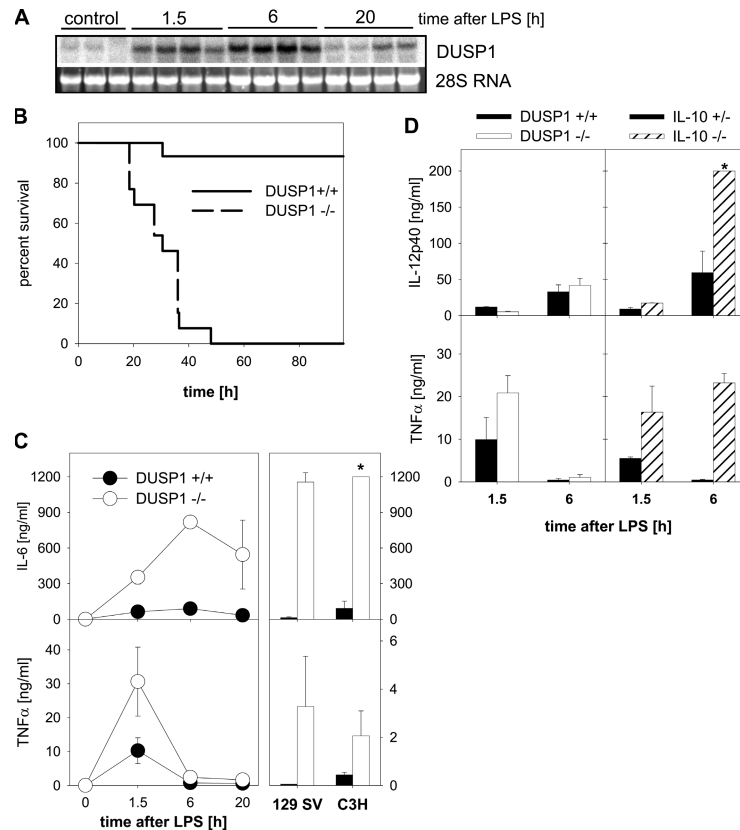 A
control 1.5 6 20 time after LPS [h]
DUSP1
28S RNA
B
100
80
60
40
20
0
percent survival
DUSP1+/+
DUSP1 -/-
0 20 40 60 80
time [h]
C
DUSP1 +/+
DUSP1 -/-
1200
900
600
300
0
IL-6 [ng/ml]
*
1200
900
600
300
0
40
30
20
10
0
TNFα [ng/ml]
6
4
2
0
0 1.5 6 20
time after LPS [h]
129 SV C3H
D
DUSP1 +/+
DUSP1 -/-
IL-10 +/-
IL-10 -/-
200
150
100
50
0
IL-12p40 [ng/ml]
*
30
20
10
0
TNFα [ng/ml]
1.5 6 1.5 6
time after LPS [h]